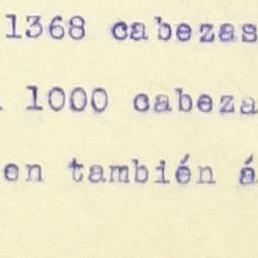 1368 cabezas
1000 cabeza
en también á